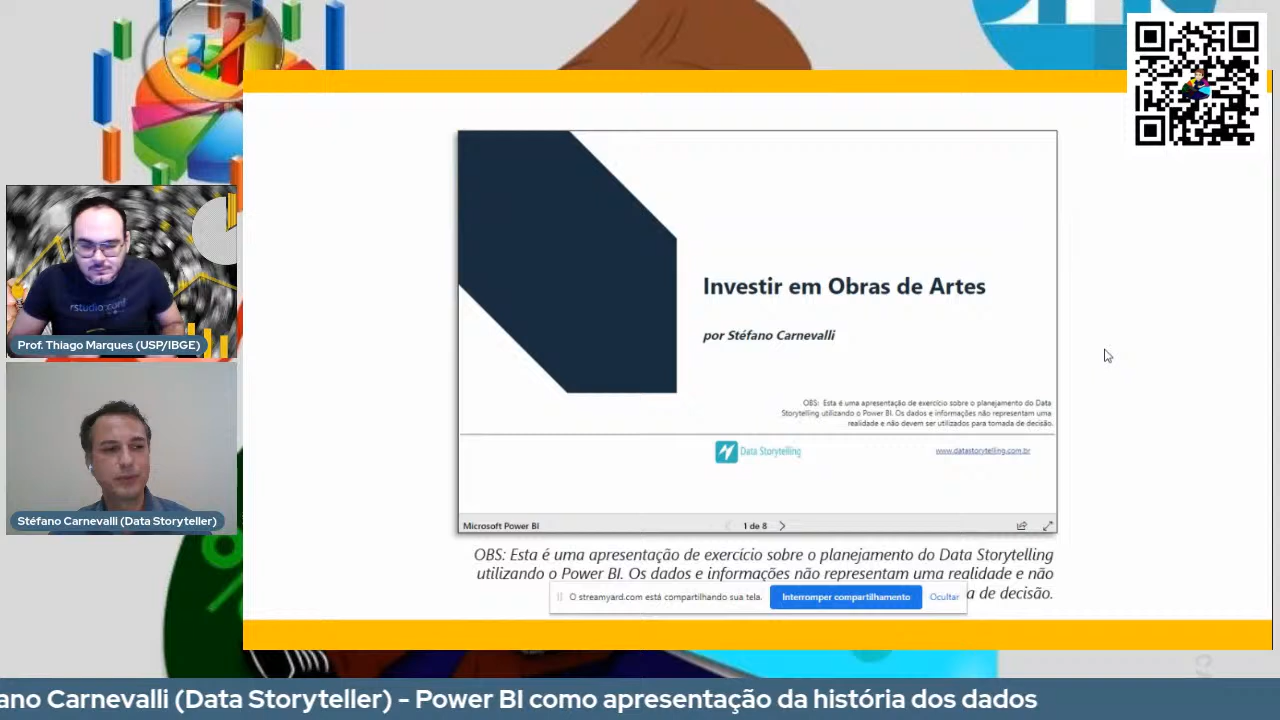 rstudio::conf
Prof. Thiago Marques (USP/IBGE)
Stéfano Carnevalli (Data Storyteller)
Investir em Obras de Artes
por Stéfano Carnevalli
OBS: Esta é uma apresentação de exercício sobre o planejamento do Data
Storytelling utilizando o Power BI. Os dados e informações não representam uma
realidade e não devem ser utilizados para tomada de decisão.
Data Storytelling
www.datastorytelling.com.br
Microsoft Power BI
1 de 8
OBS: Esta é uma apresentação de exercício sobre o planejamento do Data Storytelling
utilizando o Power BI. Os dados e informações não representam uma realidade e não
a de decisão.
O streamyard.com está compartilhando sua tela.
Interromper compartilhamento
Ocultar
ano Carnevalli (Data Storyteller) - Power BI como apresentação da história dos dados